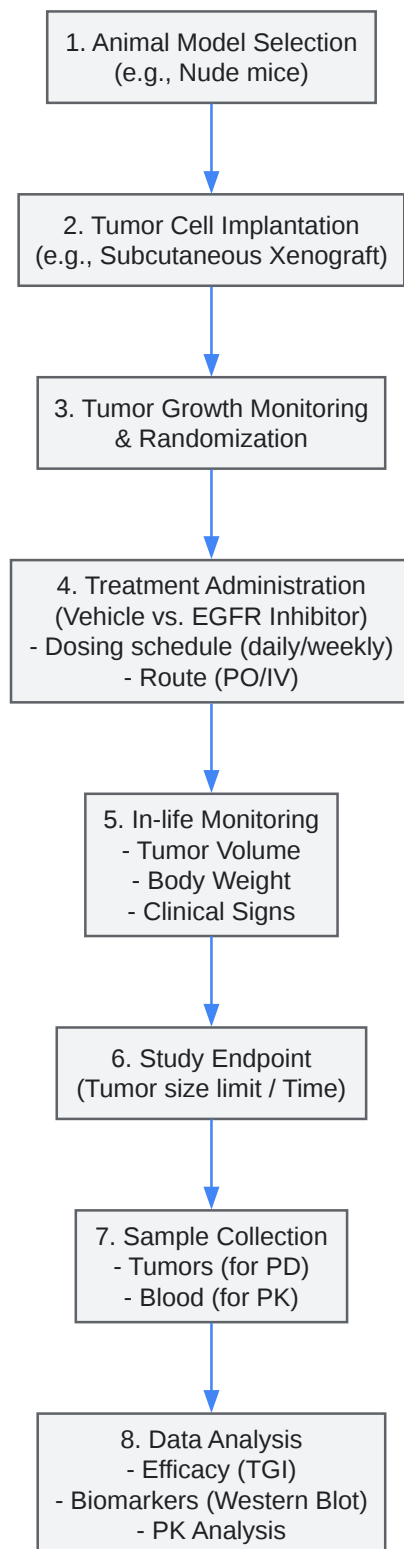 1. Animal Model Selection
(e.g., Nude mice)
2. Tumor Cell Implantation
(e.g., Subcutaneous Xenograft)
3. Tumor Growth Monitoring
& Randomization
4. Treatment Administration
(Vehicle vs. EGFR Inhibitor)
- Dosing schedule (daily/weekly)
- Route (PO/IV)
5. In-life Monitoring
- Tumor Volume
- Body Weight
- Clinical Signs
6. Study Endpoint
(Tumor size limit / Time)
7. Sample Collection
- Tumors (for PD)
- Blood (for PK)
8. Data Analysis
- Efficacy (TGI)
- Biomarkers (Western Blot)
- PK Analysis